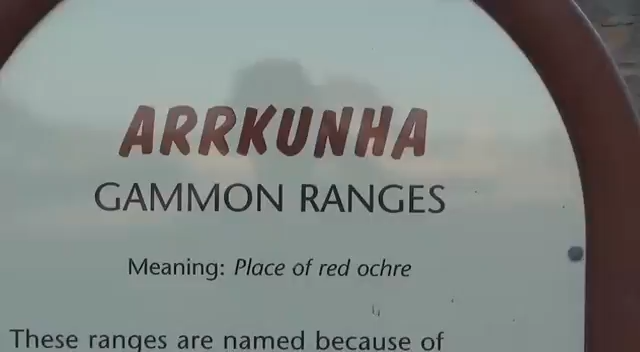 ARRKUNHA
GAMMON RANGES
Meaning: Place of red ochre
These ranges are named because of